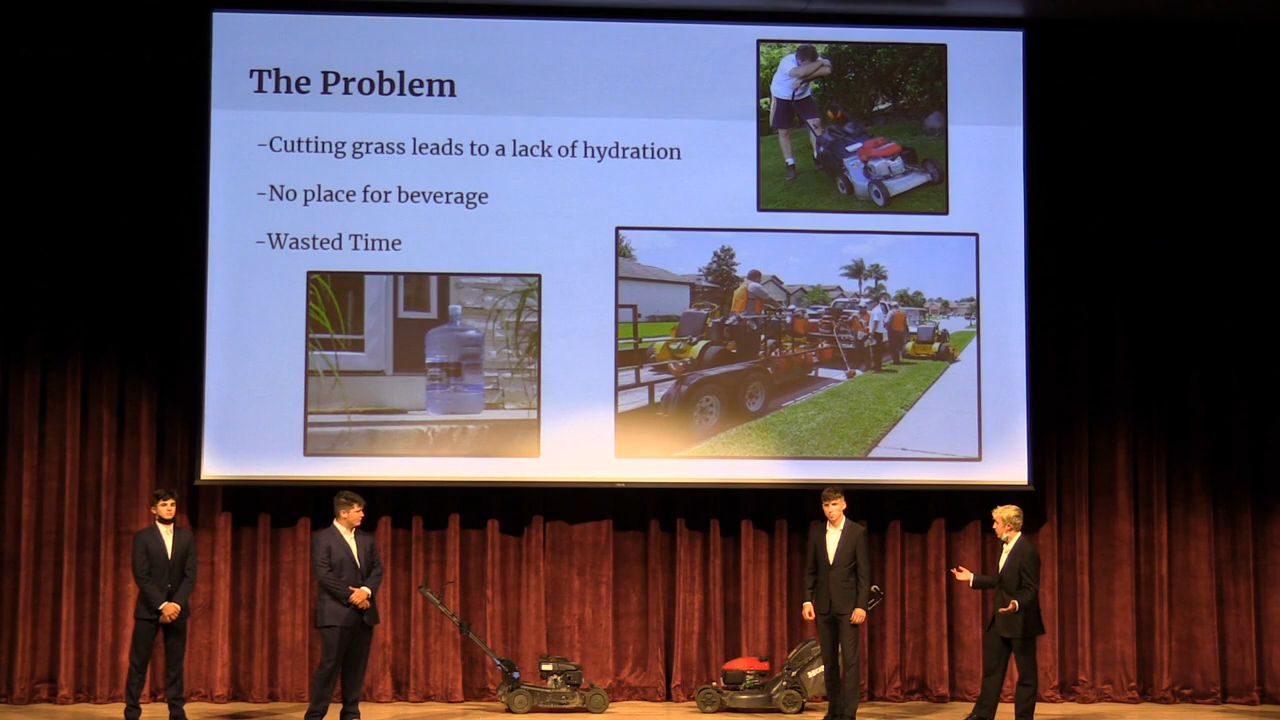 The Problem
-Cutting grass leads to a lack of hydration
-No place for beverage
-Wasted Time